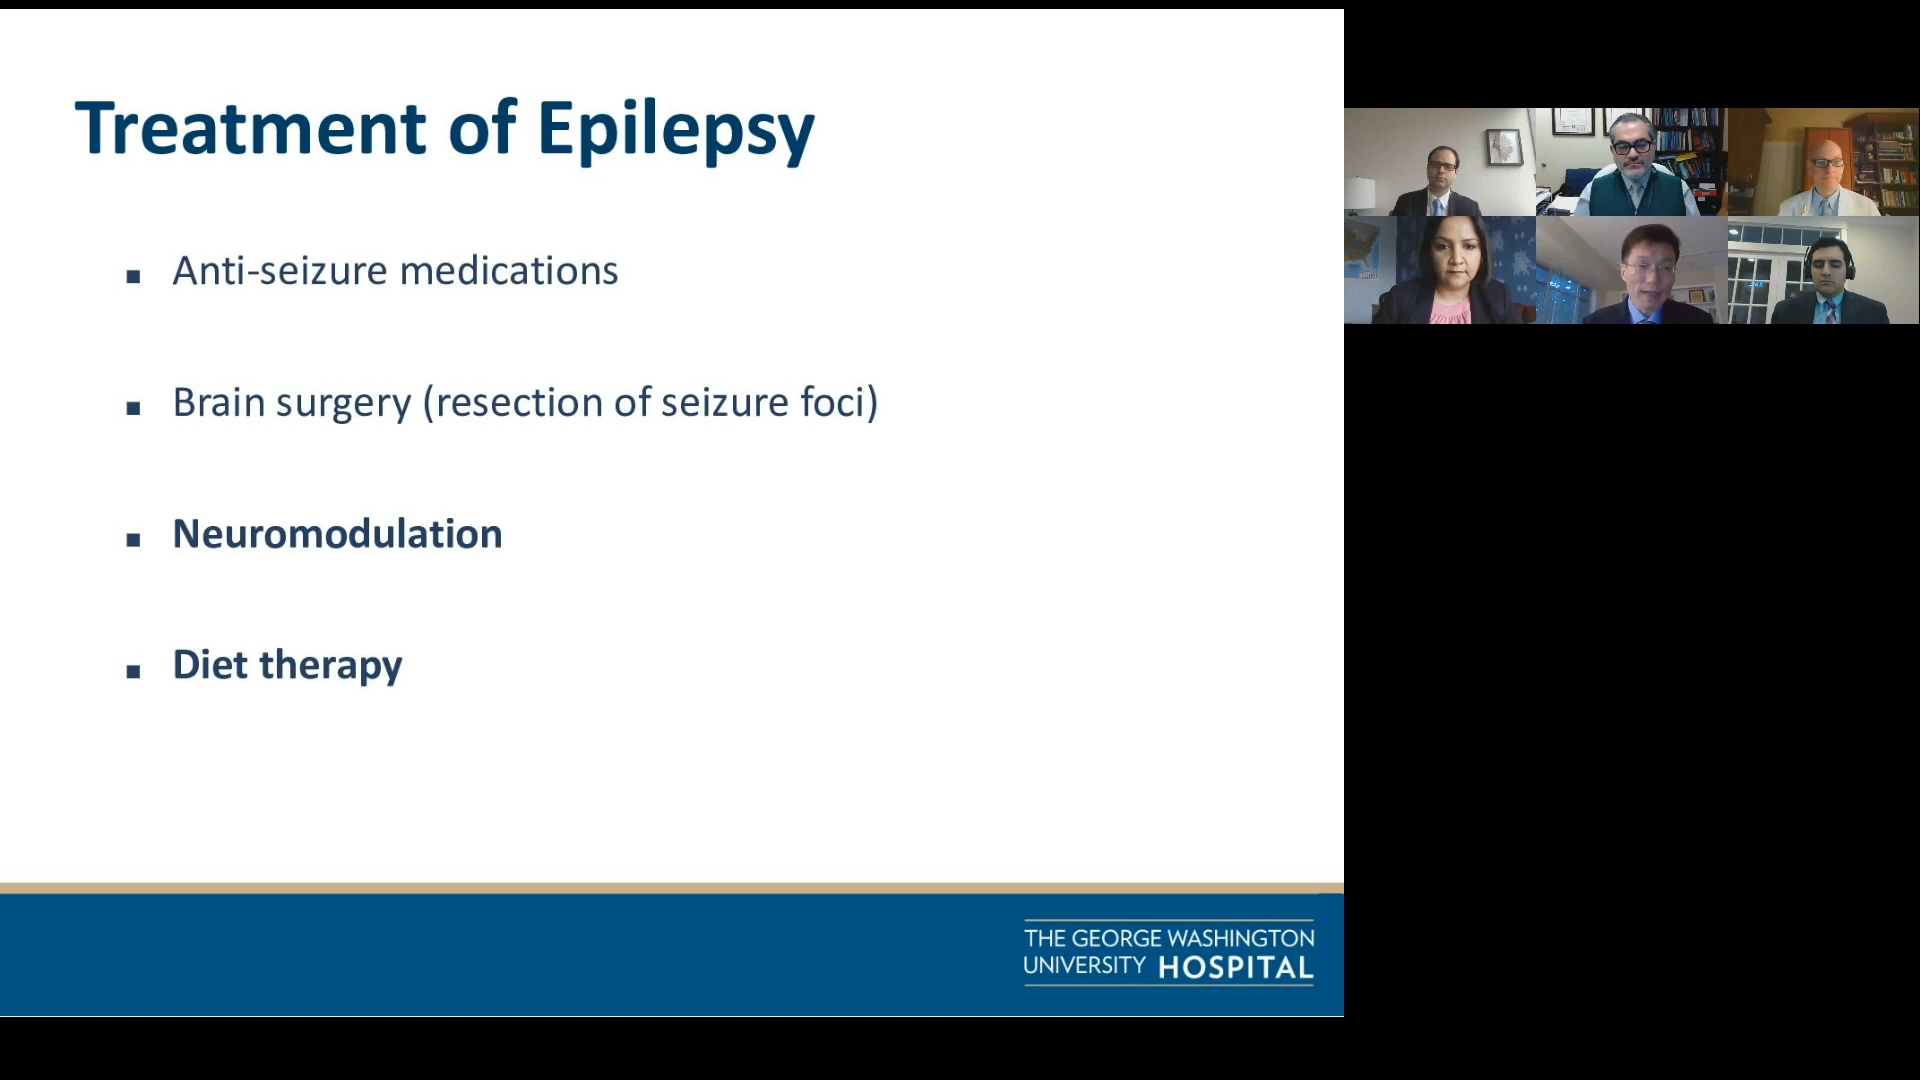 Treatment of Epilepsy
Anti-seizure medications
Brain surgery (resection of seizure foci)
Neuromodulation
Diet therapy
THE GEORGE WASHINGTON
UNIVERSITY HOSPITAL